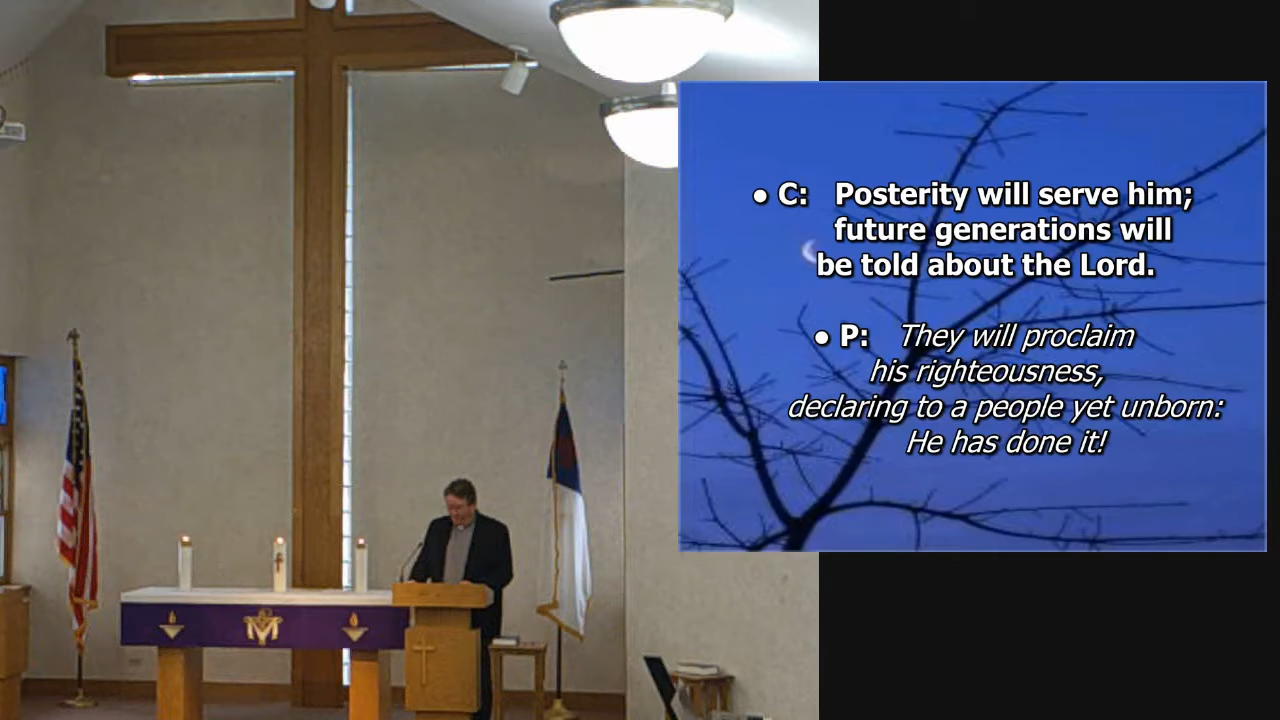 • C: Posterity will serve him;
future generations will
be told about the Lord.
• P: They will proclaim
his righteousness,
declaring to a people yet unborn:
He has done it!